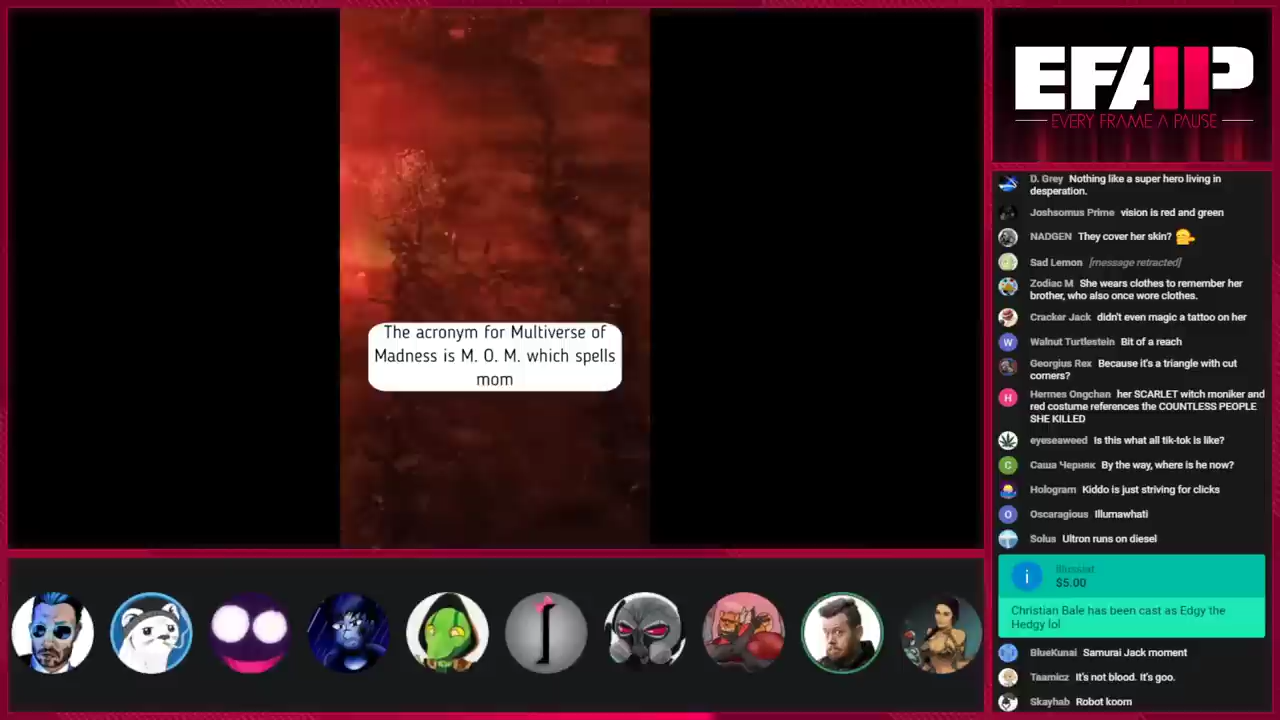 The acronym for Multiverse of
Madness is M. O. M. which spells
mom
EFAP
EVERY FRAME A PAUSE
D. Grey Nothing like a super hero living in
desperation.
Joshsomus Prime vision is red and green
NADGEN They cover her skin?
Sad Lemon [message retracted]
Zodiac M She wears clothes to remember her
brother, who also once wore clothes.
Cracker Jack didn't even magic a tattoo on her
W
Walnut Turtlestein Bit of a reach
Georgius Rex Because it's a triangle with cut
corners?
H
Hermes Ongchan her SCARLET witch moniker and
red costume references the COUNTLESS PEOPLE
SHE KILLED
eyeseaweed Is this what all tik-tok is like?
С
Саша Черняк By the way, where is he now?
Hologram Kiddo is just striving for clicks
O
Oscaragious Illumawhati
Solus Ultron runs on diesel
i
$5.00
Christian Bale has been cast as Edgy the
Hedgy lol
BlueKunai Samurai Jack moment
Taamicz It's not blood. It's goo.
Skayhab Robot koom